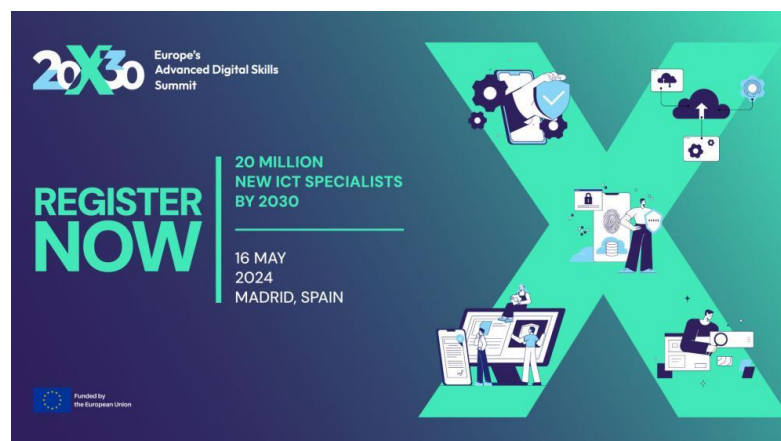 20X30
Europe's
Advanced Digital Skills
Summit
REGISTER
NOW
20 MILLION
NEW ICT SPECIALISTS
BY 2030
16 MAY
2024
MADRID, SPAIN
Funded by
the European Union